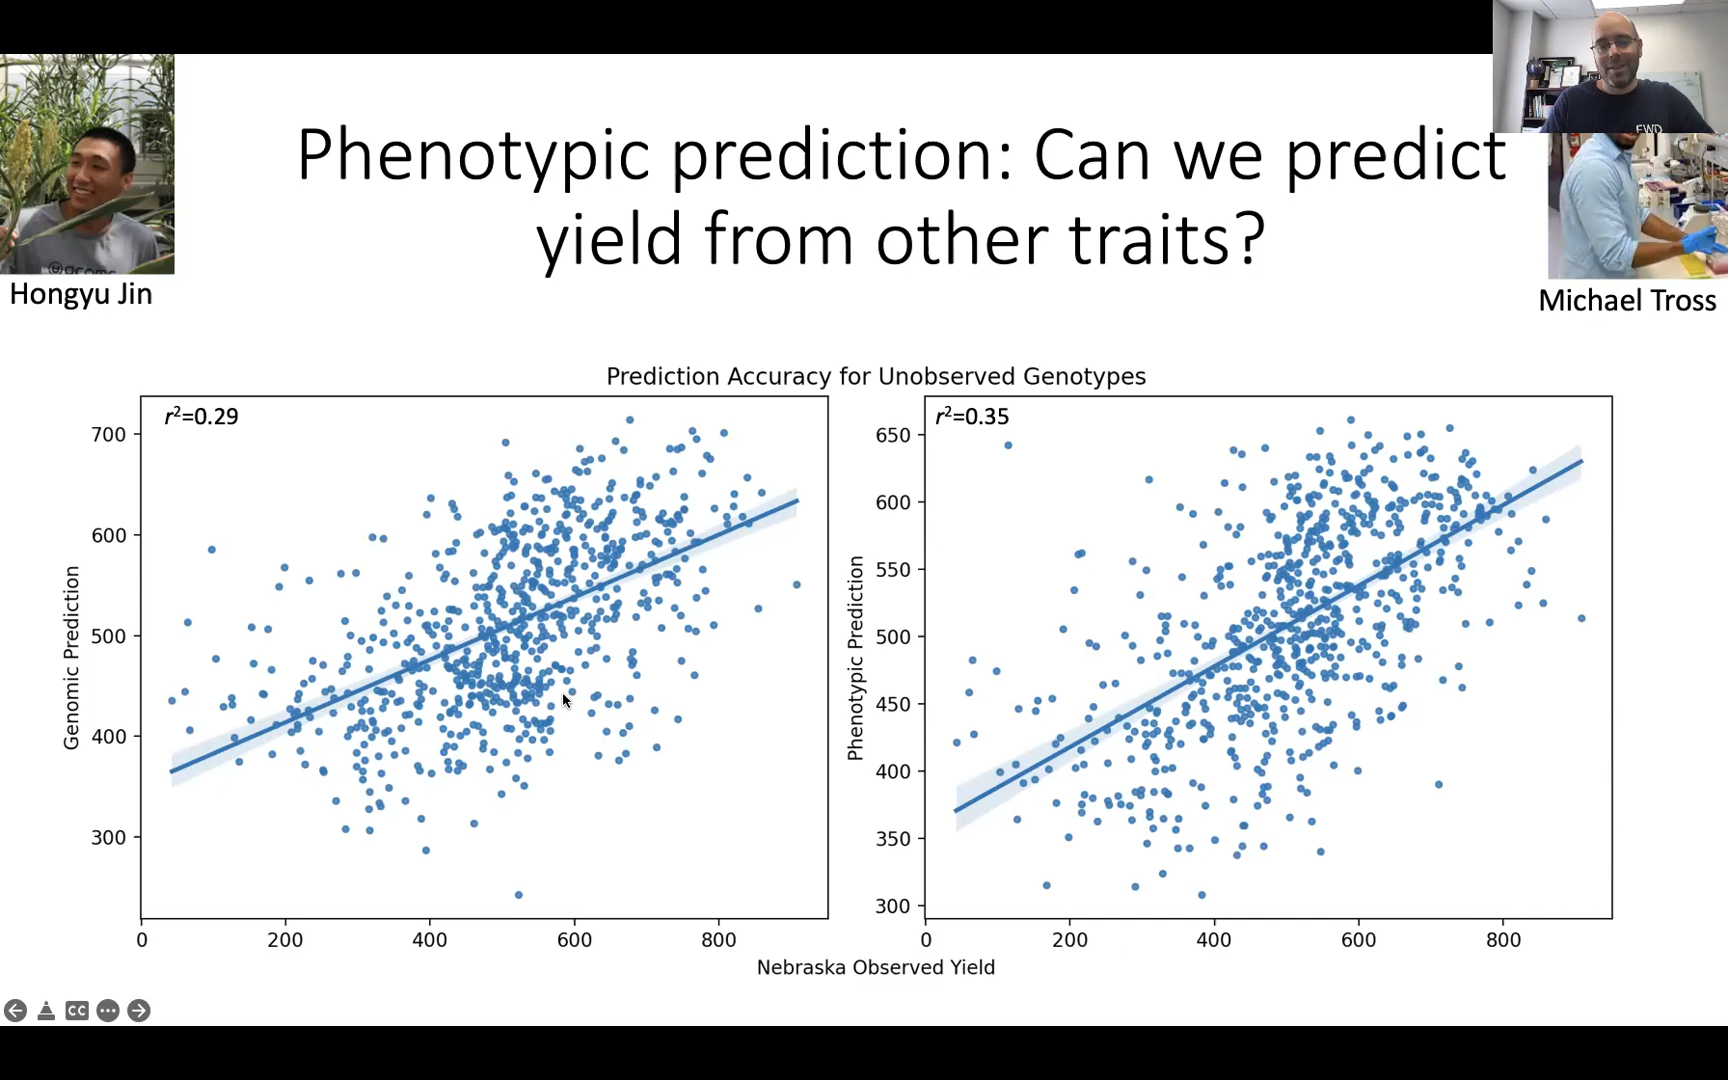 Phenotypic prediction: Can we predict
yield from other traits?
FWD
Hongyu Jin
Michael Tross
Prediction Accuracy for Unobserved Genotypes
r²=0.29
700
600
500
400
300
Genomic Prediction
0
200
400
600
800
r²=0.35
650
600
550
500
450
400
350
300
Phenotypic Prediction
0
200
400
600
800
Nebraska Observed Yield
CC